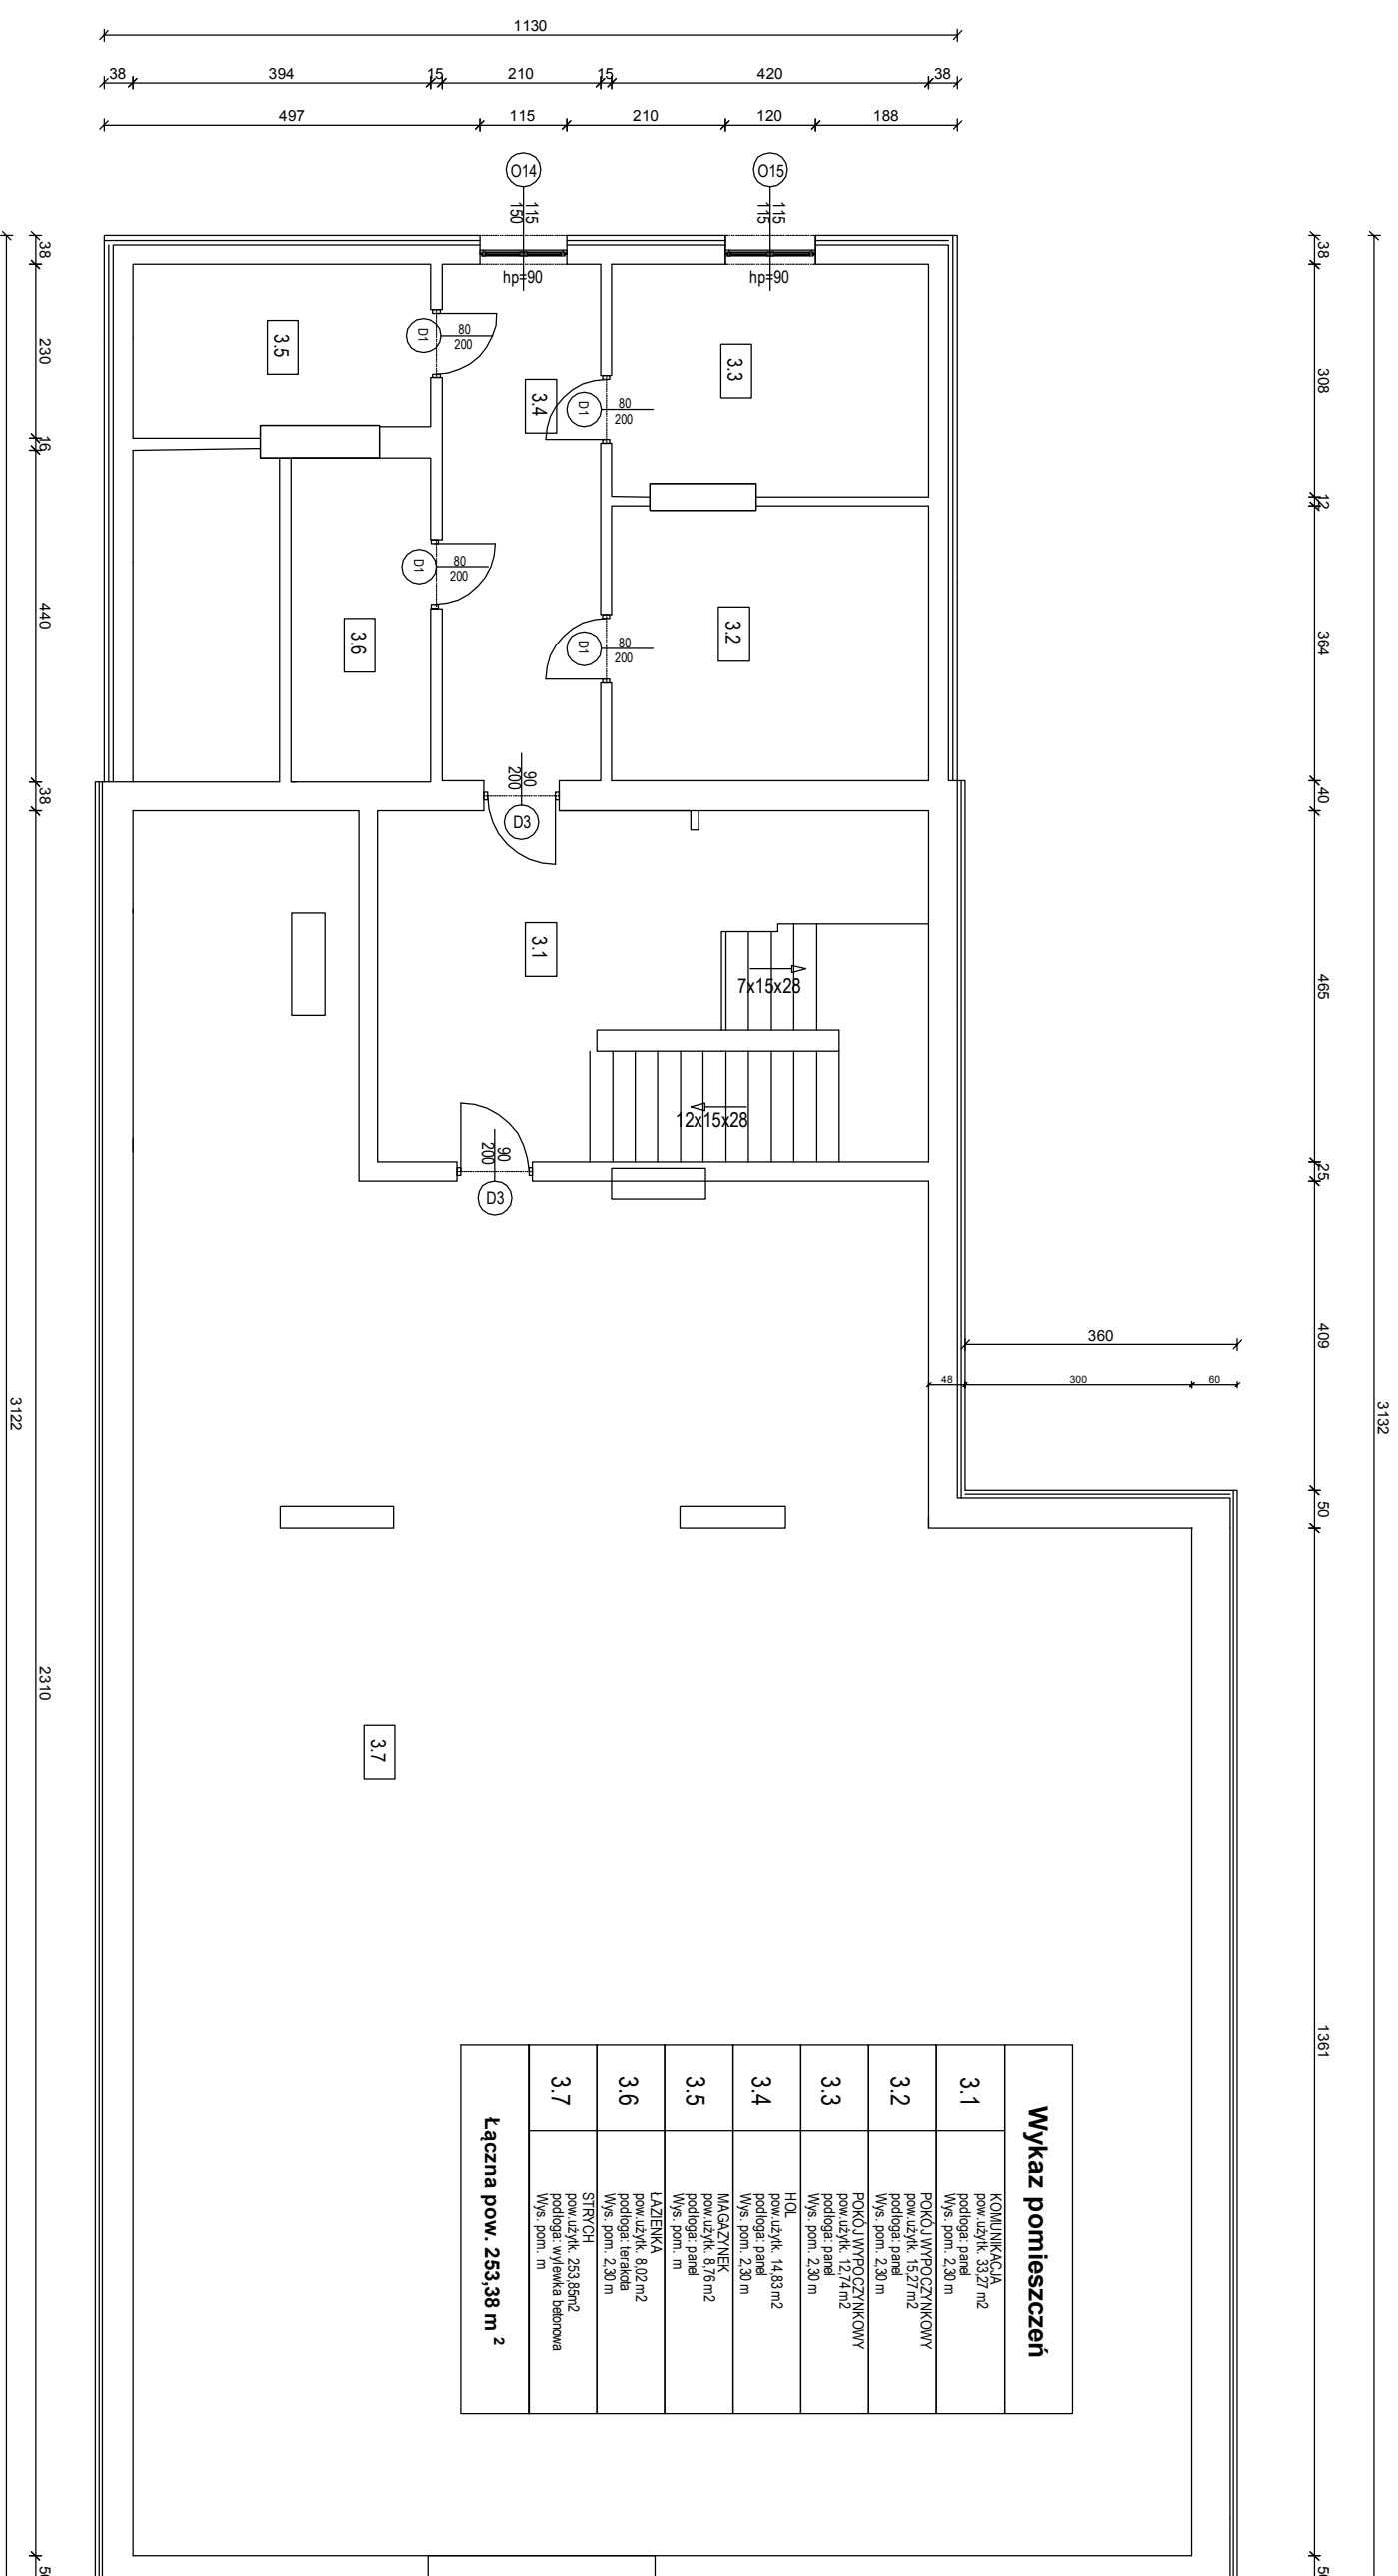 1130
38 394 15 210 15 420 38
497 115 210 120 188
O14
115
150
hp=90
O15
115
115
hp=90
3.5
D1
80
200
3.4
D1
80
200
3.3
D1
80
200
3.6
D1
80
200
3.2
90
200
D3
3.1
7x15x28
12x15x28
90
200
D3
3.7
38
230
16
440
38
2310
3122
38
308
12
364
40
465
25
409
50
1361
3132
360
48 300 60
Wykaz pomieszczeń
3.1
KOMUNIKACJA
pow.użytk. 33,27 m2
podłoga: panel
Wys. pom. 2,30 m
3.2
POKÓJ WYPOCZYNKOWY
pow.użytk. 15,27 m2
podłoga: panel
Wys. pom. 2,30 m
3.3
POKÓJ WYPOCZYNKOWY
pow.użytk. 12,74 m2
podłoga: panel
Wys. pom. 2,30 m
3.4
HOL
pow.użytk. 14,83 m2
podłoga: panel
Wys. pom. 2,30 m
3.5
MAGAZYNEK
pow.użytk. 8,76 m2
podłoga: panel
Wys. pom. m
3.6
ŁAZIENKA
pow.użytk. 8,02 m2
podłoga: terakota
Wys. pom. 2,30 m
3.7
STRYCH
pow.użytk. 253,85m2
podłoga: wylewka betonowa
Wys. pom. m
Łączna pow. 253,38 m 2